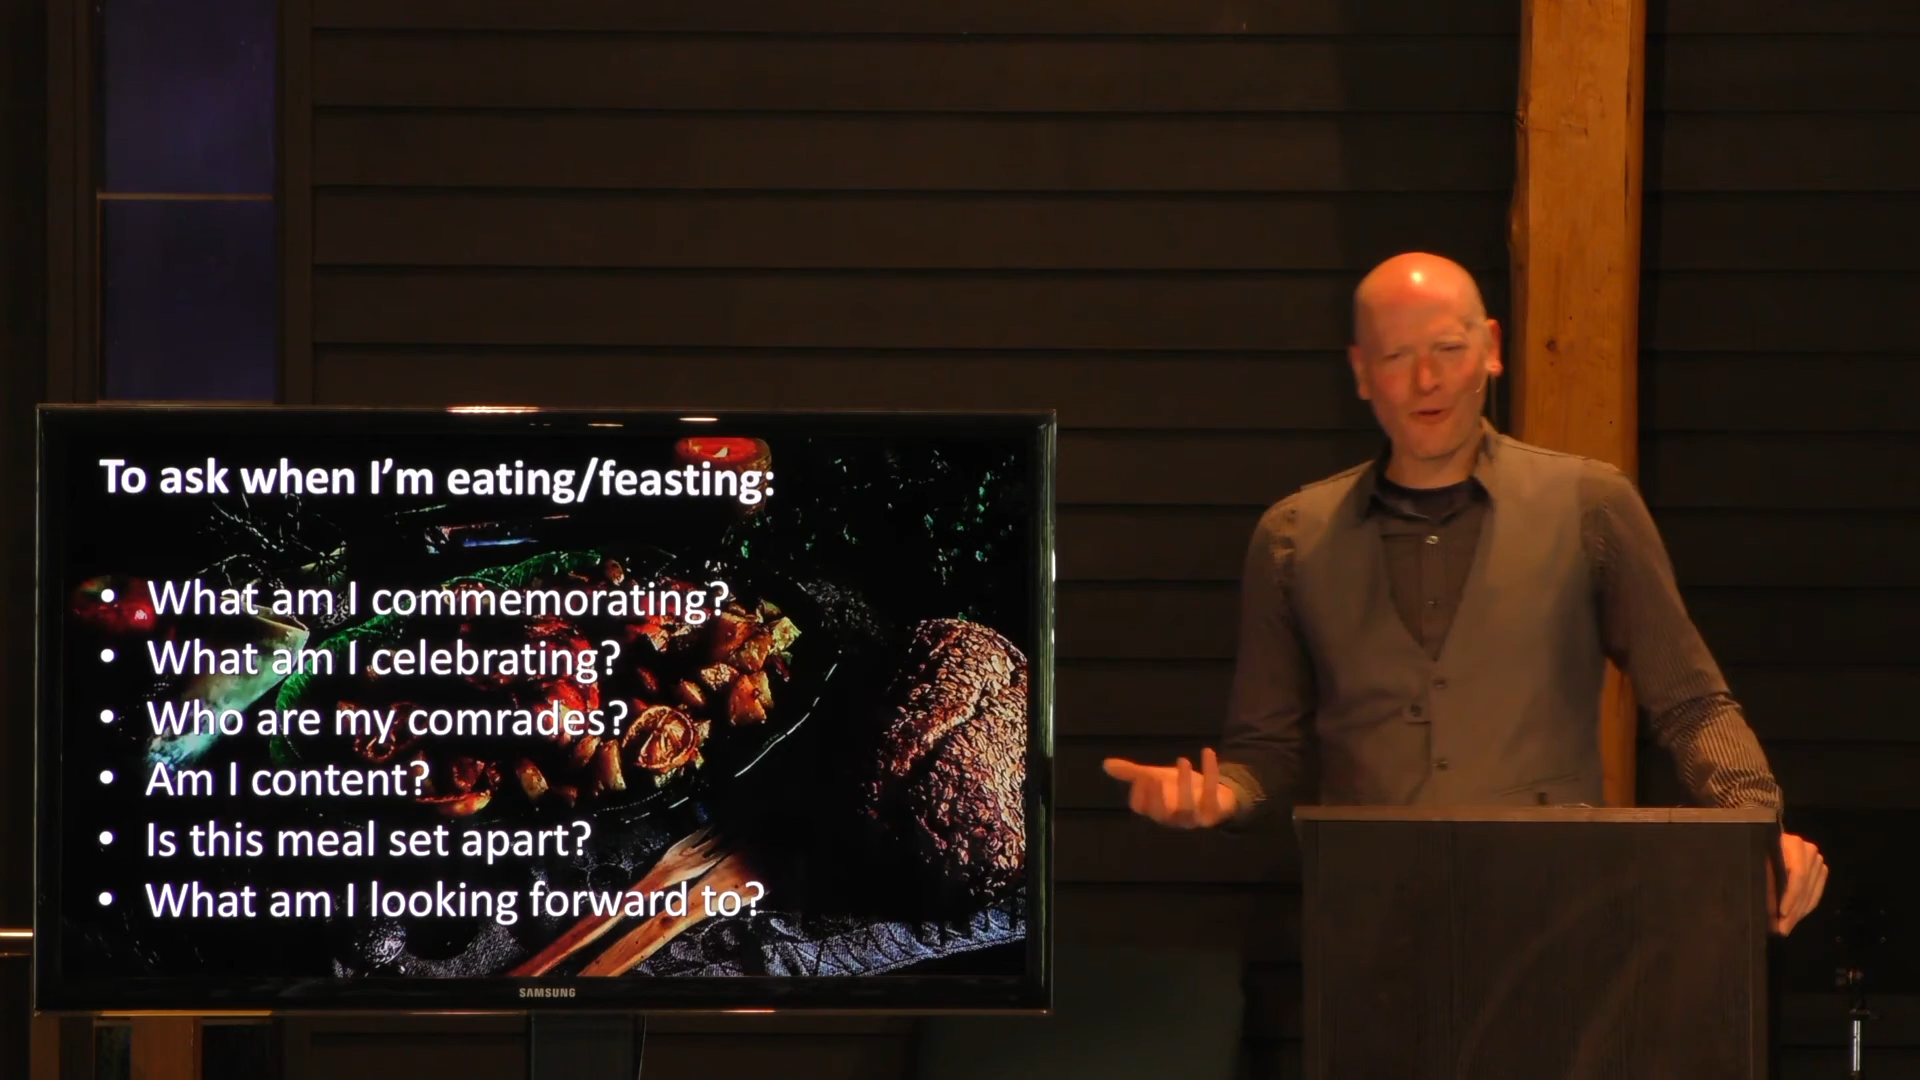 To ask when I'm eating/feasting:
• What am I commemorating?
• What am I celebrating?
• Who are my comrades?
• Am I content?
• Is this meal set apart?
• What am I looking forward to?
SAMSUNG